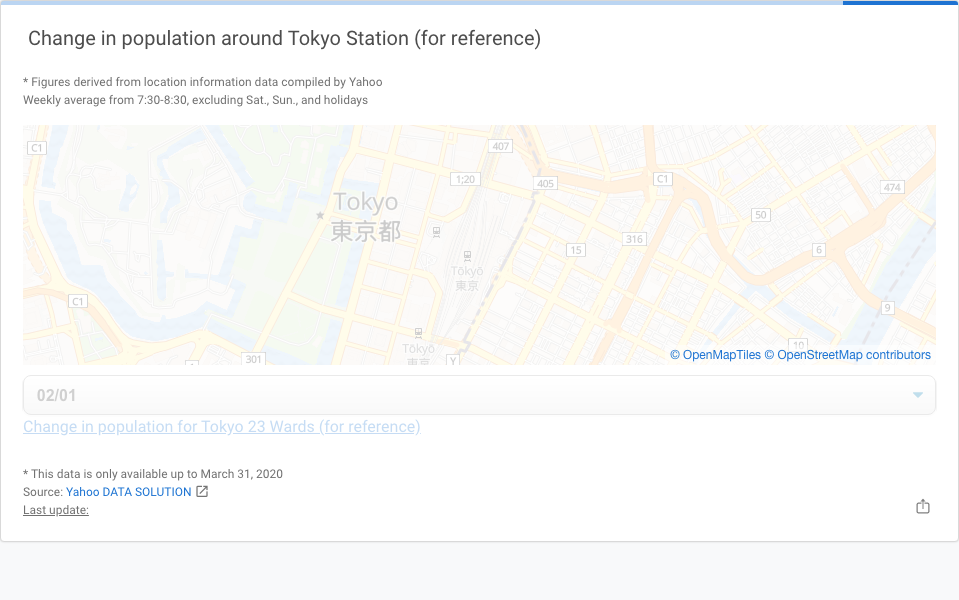 Change in population around Tokyo Station (for reference)
* Figures derived from location information data compiled by Yahoo
Weekly average from 7:30-8:30, excluding Sat., Sun., and holidays
C1
407
1;20
405
C1
474
Tokyo
東京都
50
316
15
6
Tōkyō
東京
C1
9
301
Tōkyō
東京
Y
10
© OpenMapTiles © OpenStreetMap contributors
02/01
Change in population for Tokyo 23 Wards (for reference)
* This data is only available up to March 31, 2020
Source: Yahoo DATA SOLUTION
Last update: